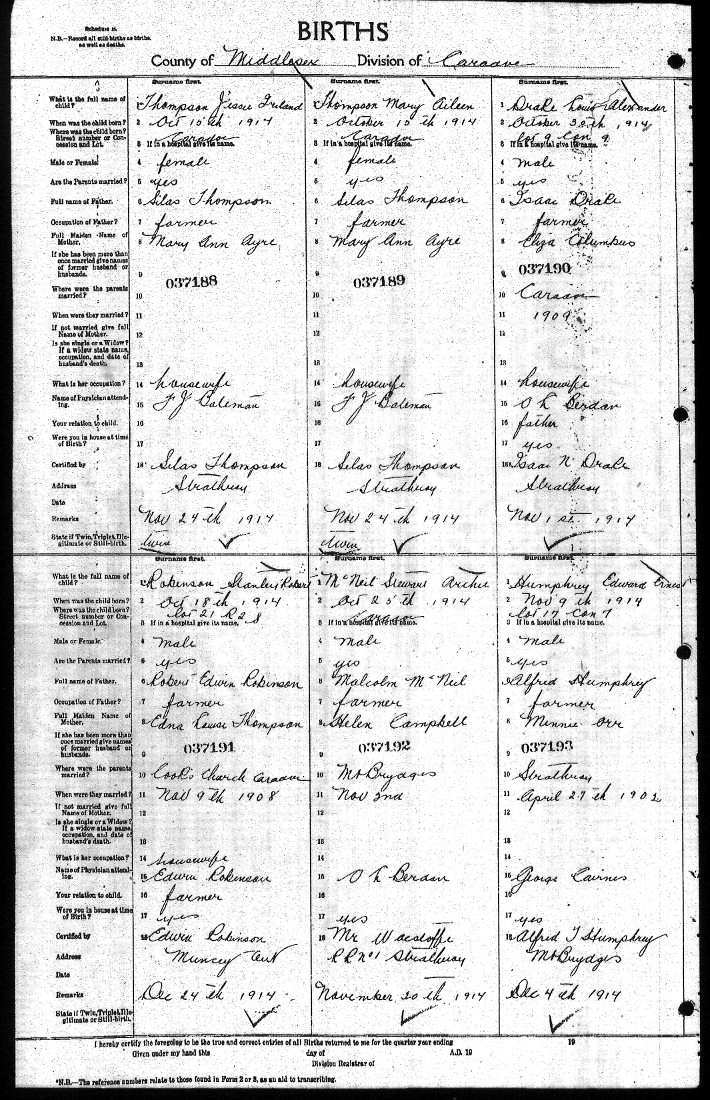 Schedule B.
N.B.—Record all still births as births, as well as deaths.
BIRTHS
County of Middlesex Division of Caradoc
Surname first. Surname first. Surname first.
What is the full name of child?
Thompson Jessie Ireland
Thompson Mary Aileen
1 Drake Louis Alexander
When was the child born?
2 Oct 15th 1914
2 October 15th 1914
2 October 30th, 1914
Where was the child born? Street number or Concession and Lot.
Caradoc
3 If in a hospital give its name.
Caradoc
3 If in a hospital give its name.
Lot 9 Con 9
3 If in a hospital give its name.
Male or Female?
4 female
4 female
4 male
Are the Parents married?
5 yes
5 yes
5 yes
Full name of Father.
6 Silas Thompson
6 Silas Thompson
6 Isaac Drake
Occupation of Father?
7 farmer
7 farmer
7 farmer
Full Maiden Name of Mother.
8 Mary Ann Ayre
8 Mary Ann Ayre
8 Eliza Columbus
If she has been more than once married give names of former husband or husbands.
9 037188
9 037189
9 037190
Where were the parents married?
10
10
10 Caradoc
When were they married?
11
11
11 1909
If not married give full Name of Mother.
12
12
12
Is she single or a Widow? If a widow state name, occupation, and date of husband's death.
13
13
13
What is her occupation?
14 housewife
14 housewife
14 housewife
Name of Physician attending.
15 F J Bateman
15 F J Bateman
15 O L Berdan
Your relation to child.
16
16
16 father
Were you in house at time of Birth?
17
17
17 yes
Certified by
18 Silas Thompson
18 Silas Thompson
18 Isaac N Drake
Address
Strathroy
Strathroy
Strathroy
Date
Remarks
Nov 24th 1914
Nov 24th 1914
Nov 1st 1914
State if Twin, Triplet, Illegitimate or Still-birth.
twin
twin
Surname first. Surname first. Surname first.
What is the full name of child?
1 Robinson Stanley Robert
1 McNeil Stewart Archie
1 Humphrey Edward Ernest
When was the child born?
2 Oct 18th 1914
2 Oct 25th 1914
2 Nov 9th 1914
Where was the child born? Street number or Concession and Lot.
Lot 21 R 2 S
3 If in a hospital give its name.
Caradoc
3 If in a hospital give its name.
Lot 17 Con 7
3 If in a hospital give its name.
Male or Female?
4 male
4 male
4 male
Are the Parents married?
5 yes
5 yes
5 yes
Full name of Father.
6 Robert Edwin Robinson
6 Malcolm McNeil
6 Alfred Humphrey
Occupation of Father?
7 farmer
7 farmer
7 farmer
Full Maiden Name of Mother.
8 Edna Louise Thompson
8 Helen Campbell
8 Minnie Orr
If she has been more than once married give names of former husband or husbands.
9 037191
9 037192
9 037193
Where were the parents married?
10 Cook's Church Caradoc
10 Mt Brydges
10 Strathroy
When were they married?
11 Nov 9th 1908
11 Nov 2nd
11 April 27th 1902
If not married give full Name of Mother.
12
12
12
Is she single or a Widow? If a widow state name, occupation, and date of husband's death.
13
13
13
What is her occupation?
14 housewife
14
14
Name of Physician attending.
15 Edwin Robinson
15 O L Berdan
15 George Cairnes
Your relation to child.
16 farmer
16
16
Were you in house at time of Birth?
17 yes
17 yes
17 yes
Certified by
18 Edwin Robinson
18 Mr
18 Alfred T Humphrey
Address
Muncey Ont
R R No 1 Strathroy
Mt Brydges
Date
Remarks
Dec 24th 1914
November 30th, 1914
Dec 4th 1914
State if Twin, Triplet, Illegitimate or Still-birth.
I hereby certify the foregoing to be the true and correct entries of all Births returned to me for the quarter year ending 19
Given under my hand this day of A.D. 19
Division Registrar of
*N.B.—The reference numbers relate to those found in Form 2 or 3, as an aid to transcribing.